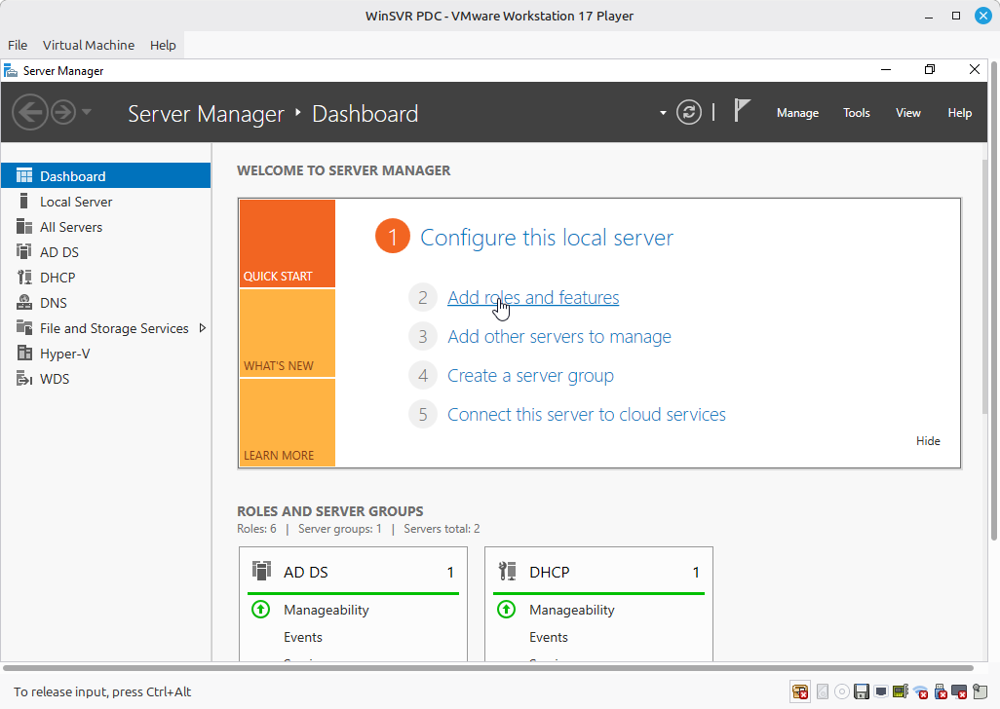 WinSVR PDC - VMware Workstation 17 Player
File Virtual Machine Help
Server Manager
Server Manager Dashboard
Manage Tools View Help
Dashboard
Local Server
All Servers
AD DS
DHCP
DNS
File and Storage Services
Hyper-V
WDS
WELCOME TO SERVER MANAGER
QUICK START
WHAT'S NEW
LEARN MORE
1 Configure this local server
2 Add roles and features
3 Add other servers to manage
4 Create a server group
5 Connect this server to cloud services
Hide
ROLES AND SERVER GROUPS
Roles: 6 | Server groups: 1 | Servers total: 2
AD DS 1
Manageability
Events
DHCP 1
Manageability
Events
To release input, press Ctrl+Alt